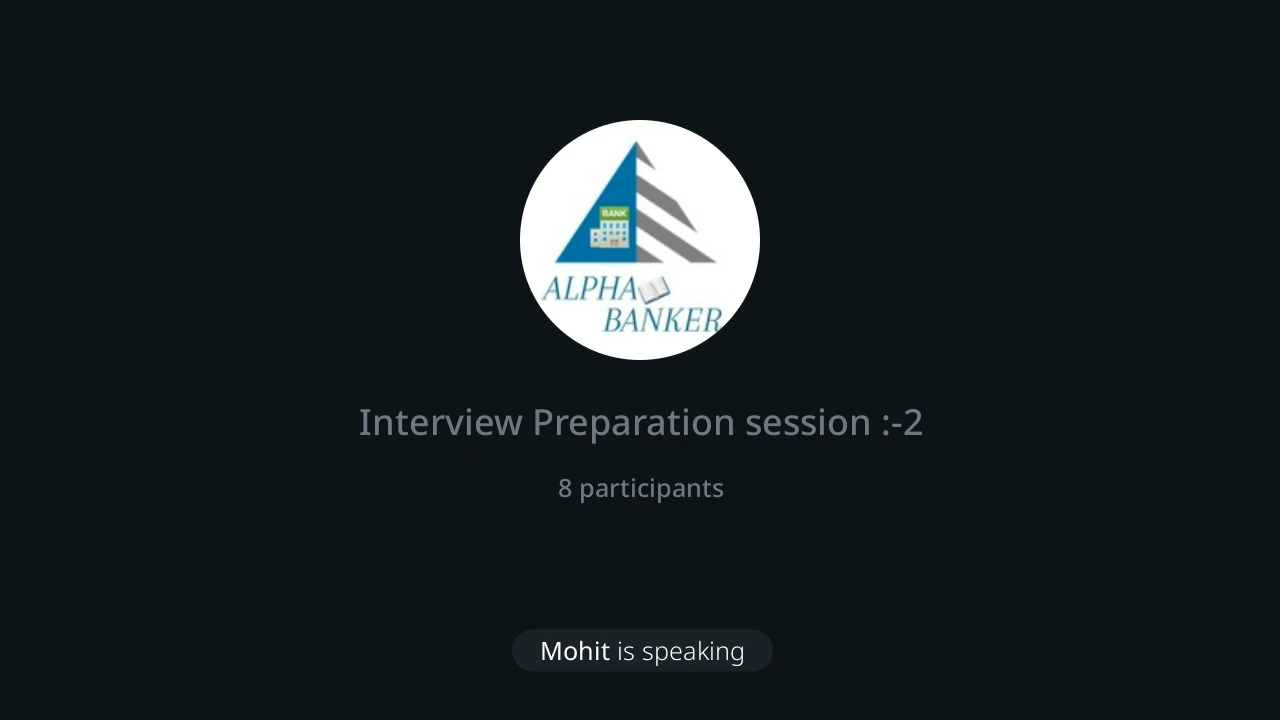 BANK
ALPHA
BANKER
Interview Preparation session :-2
8 participants
Mohit is speaking